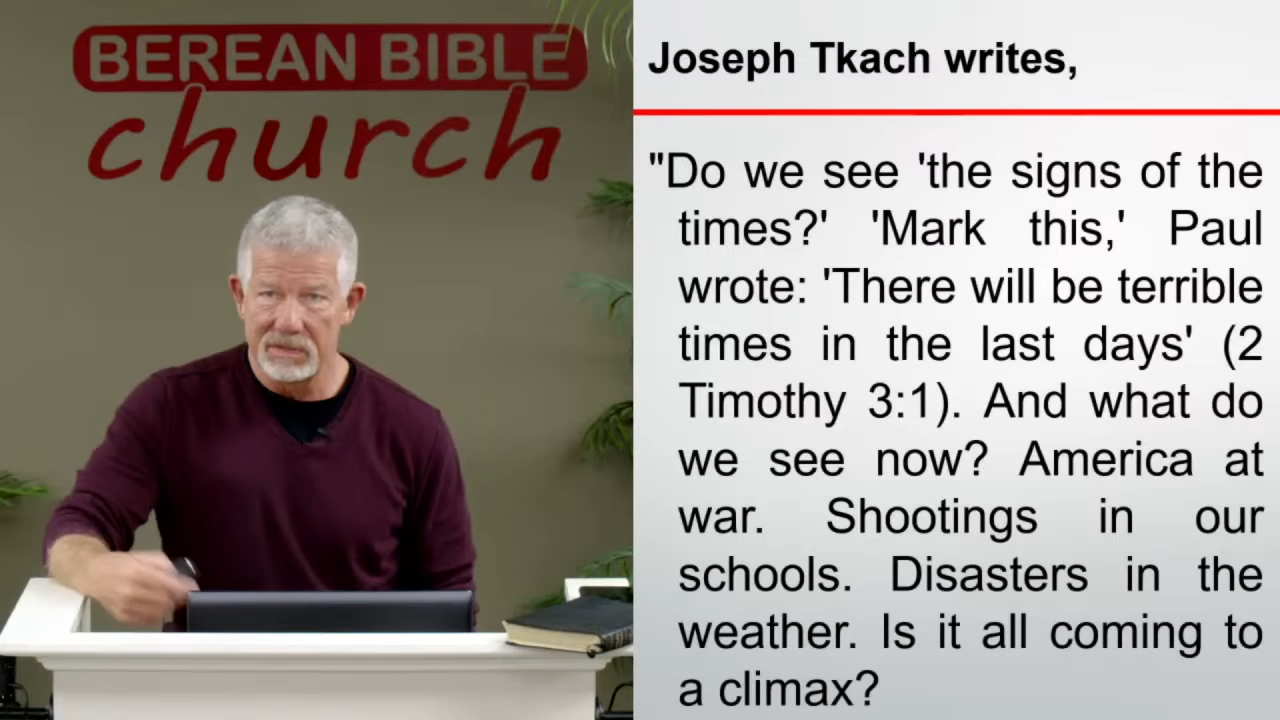 BEREAN BIBLE
church
Joseph Tkach writes,
"Do we see 'the signs of the
times?' 'Mark this,' Paul
wrote: 'There will be terrible
times in the last days' (2
Timothy 3:1). And what do
we see now? America at
war. Shootings in our
schools. Disasters in the
weather. Is it all coming to
a climax?